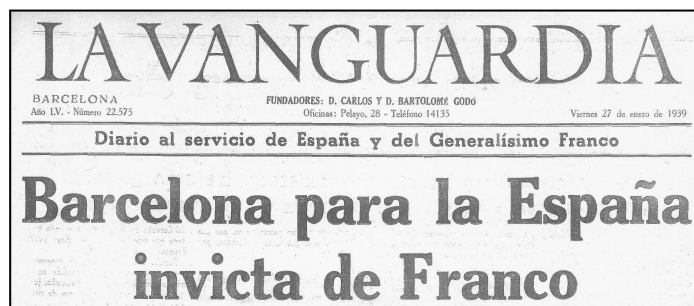 LA VANGUARDIA
BARCELONA
Año LV. - Número 22.575
FUNDADORES: D. CARLOS Y D. BARTOLOMÉ GODÓ
Oficinas: Pelayo, 28 - Teléfono 14135
Viernes 27 de enero de 1939
Diario al servicio de España y del Generalísimo Franco
Barcelona para la España
invicta de Franco